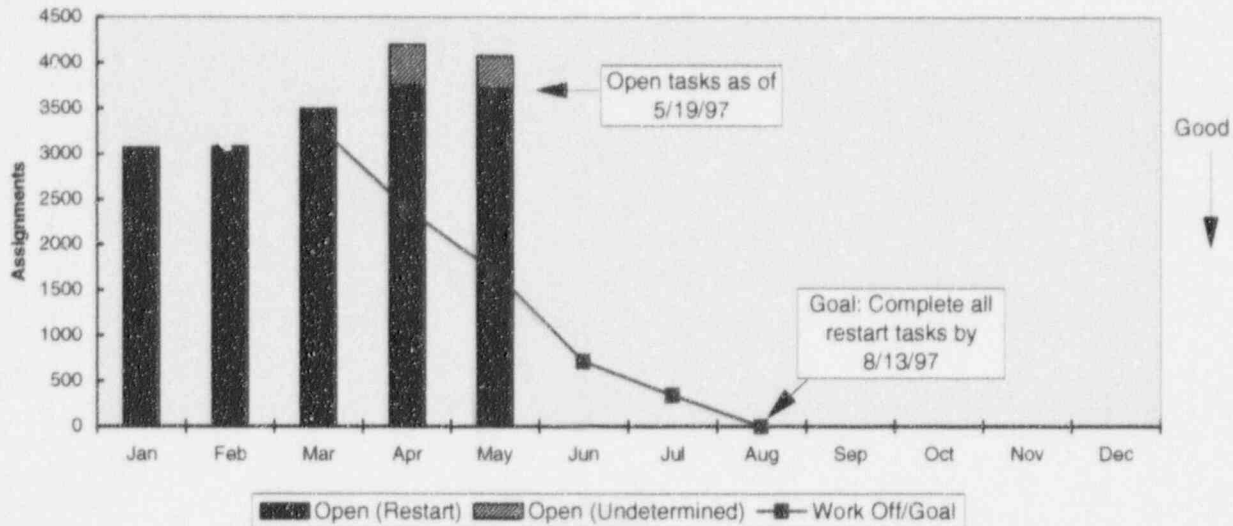 4500
4000
3500
3000
2500
2000
1500
1000
500
0
Assignments
Open tasks as of
5/19/97
Good
Goal: Complete all
restart tasks by
8/13/97
Jan Feb Mar Apr May Jun Jul Aug Sep Oct Nov Dec
Open (Restart) Open (Undetermined) Work Off/Goal